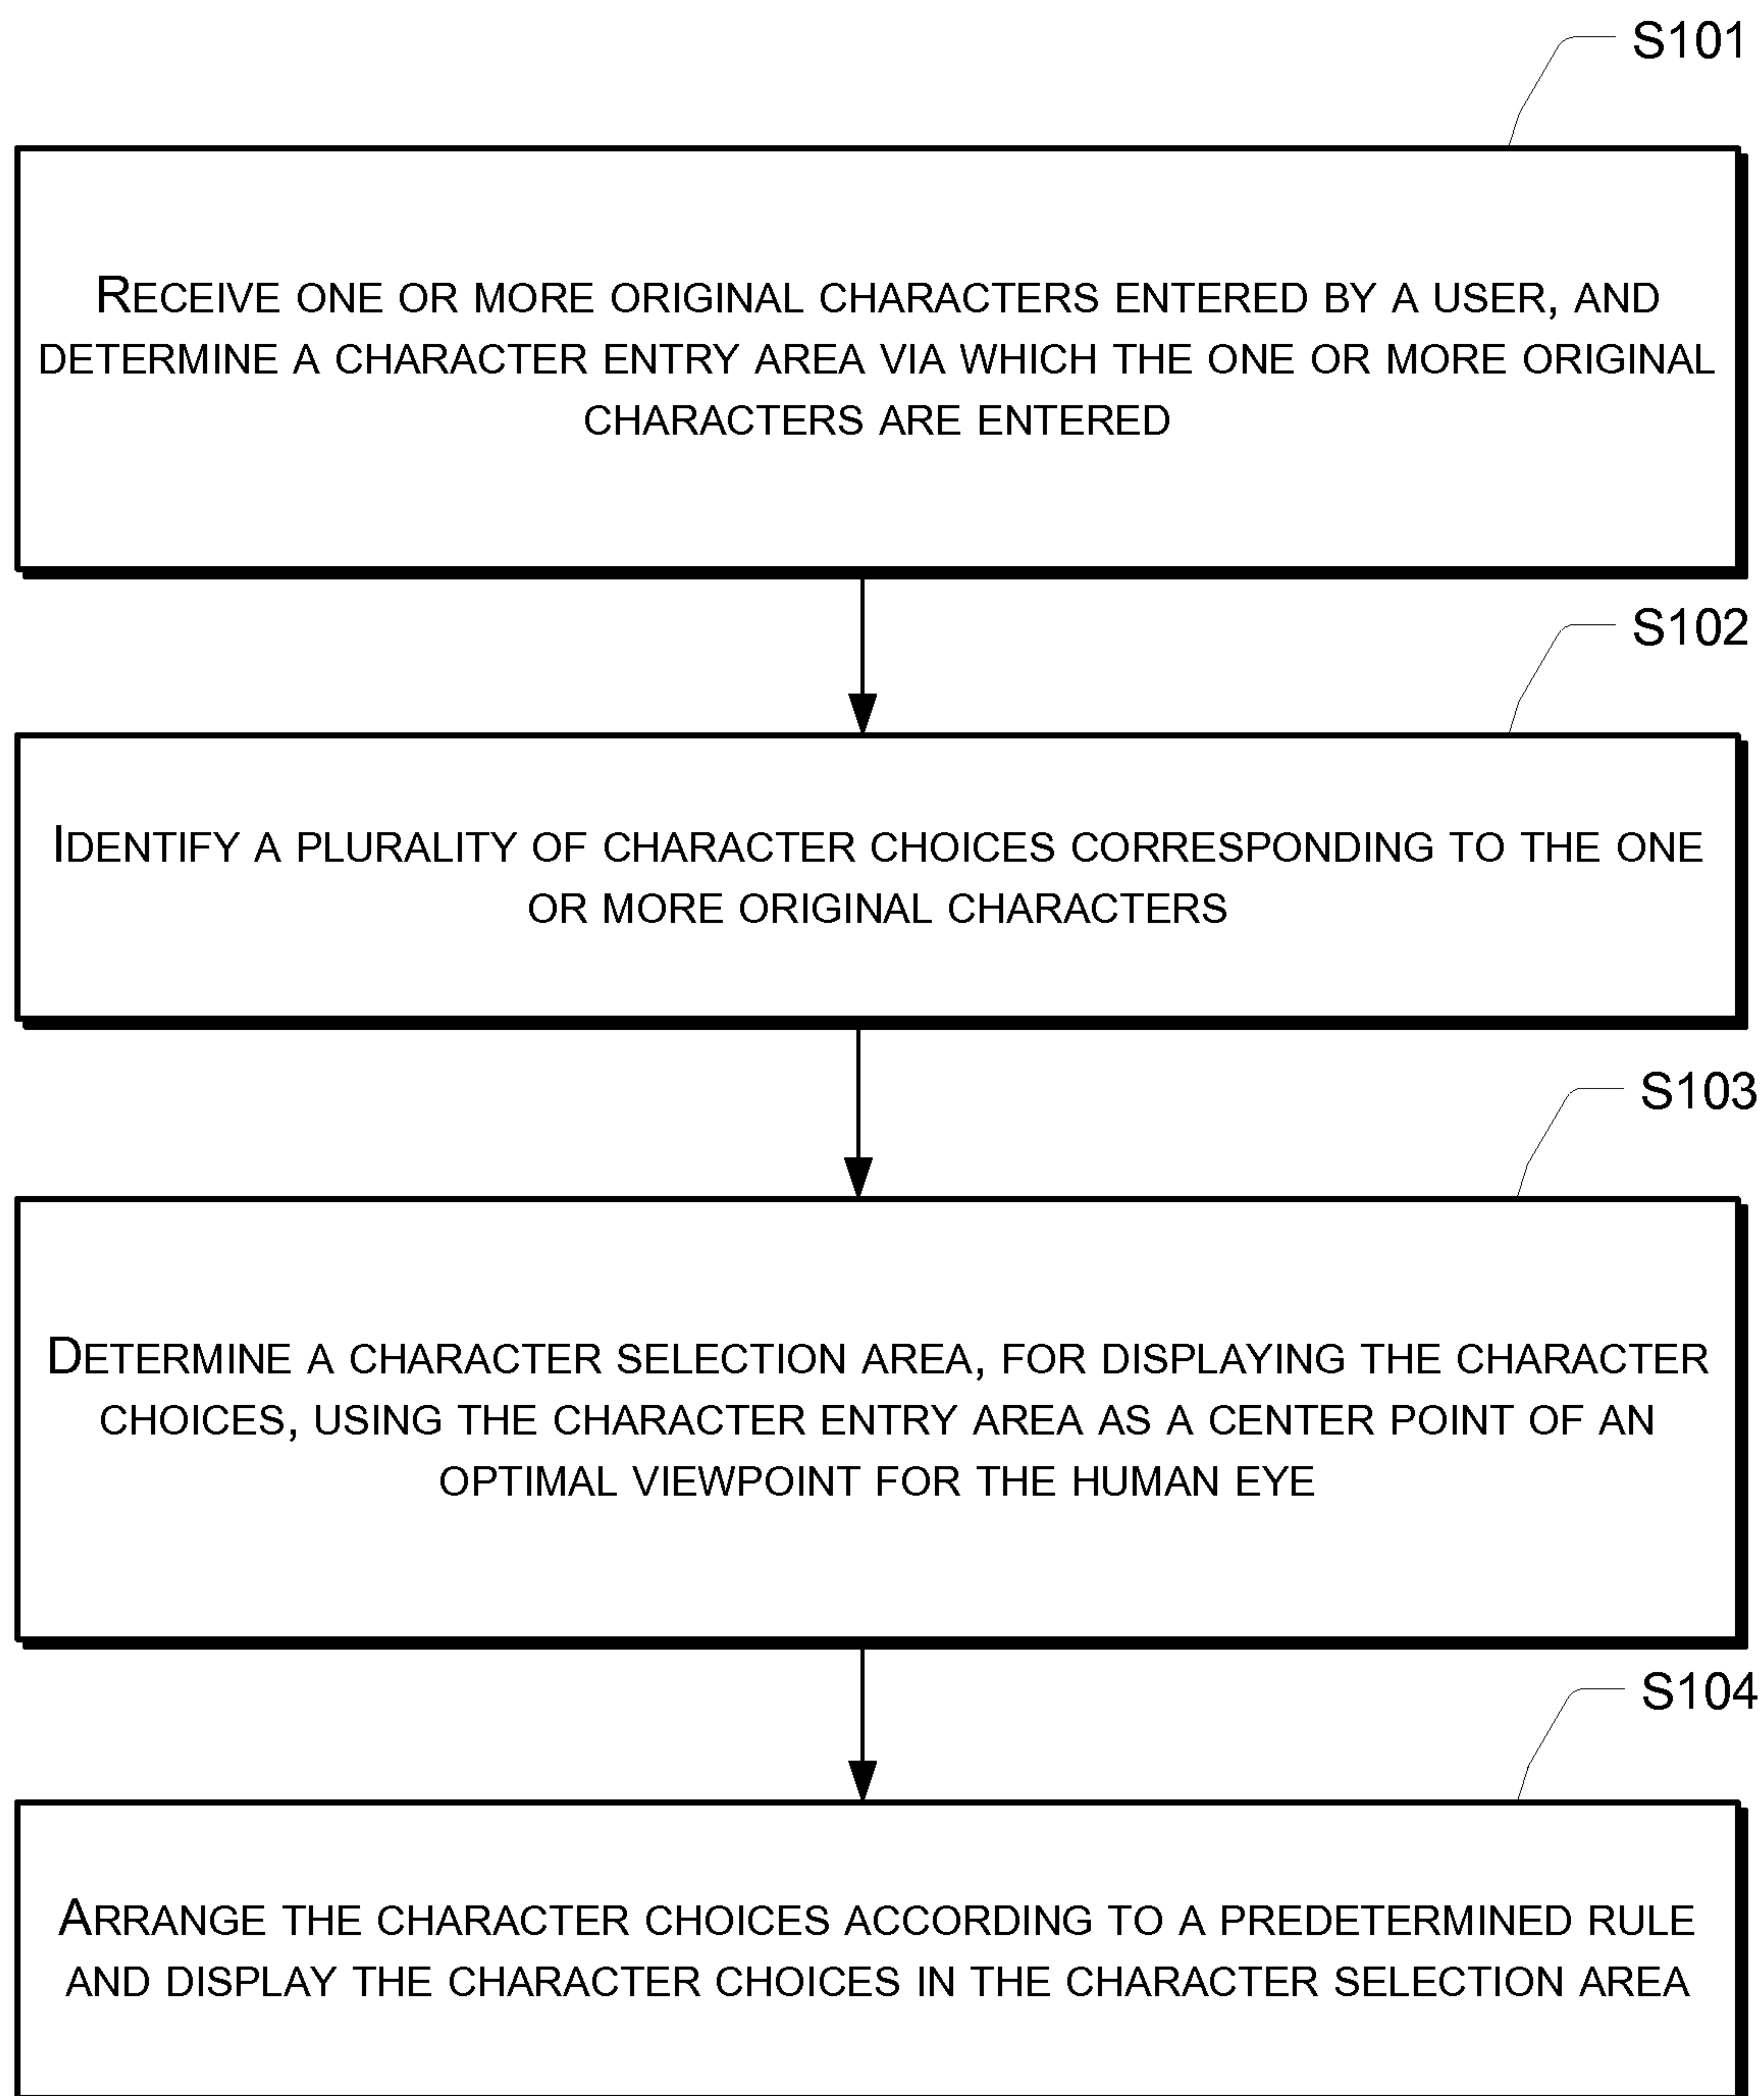 S101
RECEIVE ONE OR MORE ORIGINAL CHARACTERS ENTERED BY A USER, AND
DETERMINE A CHARACTER ENTRY AREA VIA WHICH THE ONE OR MORE ORIGINAL
CHARACTERS ARE ENTERED
S102
IDENTIFY A PLURALITY OF CHARACTER CHOICES CORRESPONDING TO THE ONE
OR MORE ORIGINAL CHARACTERS
S103
DETERMINE A CHARACTER SELECTION AREA, FOR DISPLAYING THE CHARACTER
CHOICES, USING THE CHARACTER ENTRY AREA AS A CENTER POINT OF AN
OPTIMAL VIEWPOINT FOR THE HUMAN EYE
S104
ARRANGE THE CHARACTER CHOICES ACCORDING TO A PREDETERMINED RULE
AND DISPLAY THE CHARACTER CHOICES IN THE CHARACTER SELECTION AREA